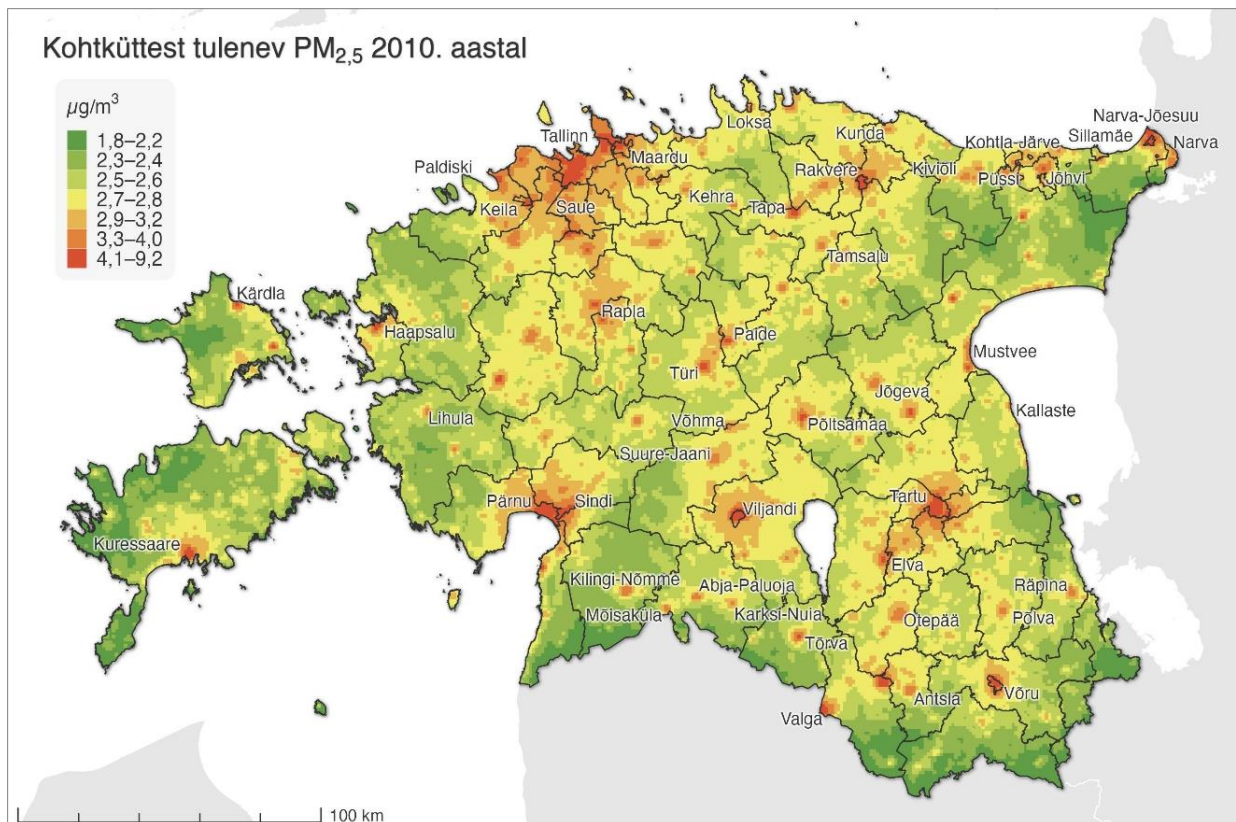 Kohtküttest tulenev PM2,5 2010. aastal
µg/m³
1,8–2,2
2,3–2,4
2,5–2,6
2,7–2,8
2,9–3,2
3,3–4,0
4,1–9,2
Narva-Jõesuu
Loksa
Kunda
Sillamäe
Tallinn
Kohtla-Järve
Narva
Maardu
Paldiski
Rakvere
Kiviõli
Püssi
Jõhvi
Kehra
Keila
Saue
Tapa
Tamsalu
Kärdla
Rapla
Haapsalu
Paide
Mustvee
Türi
Jõgeva
Kallaste
Lihula
Võhma
Põltsamaa
Suure-Jaani
Pärnu
Sindi
Viljandi
Tartu
Kuressaare
Elva
Kilingi-Nõmme
Abja-Paluoja
Räpina
Mõisaküla
Karksi-Nuia
Otepää
Põlva
Tõrva
Antsla
Võru
Valga
100 km